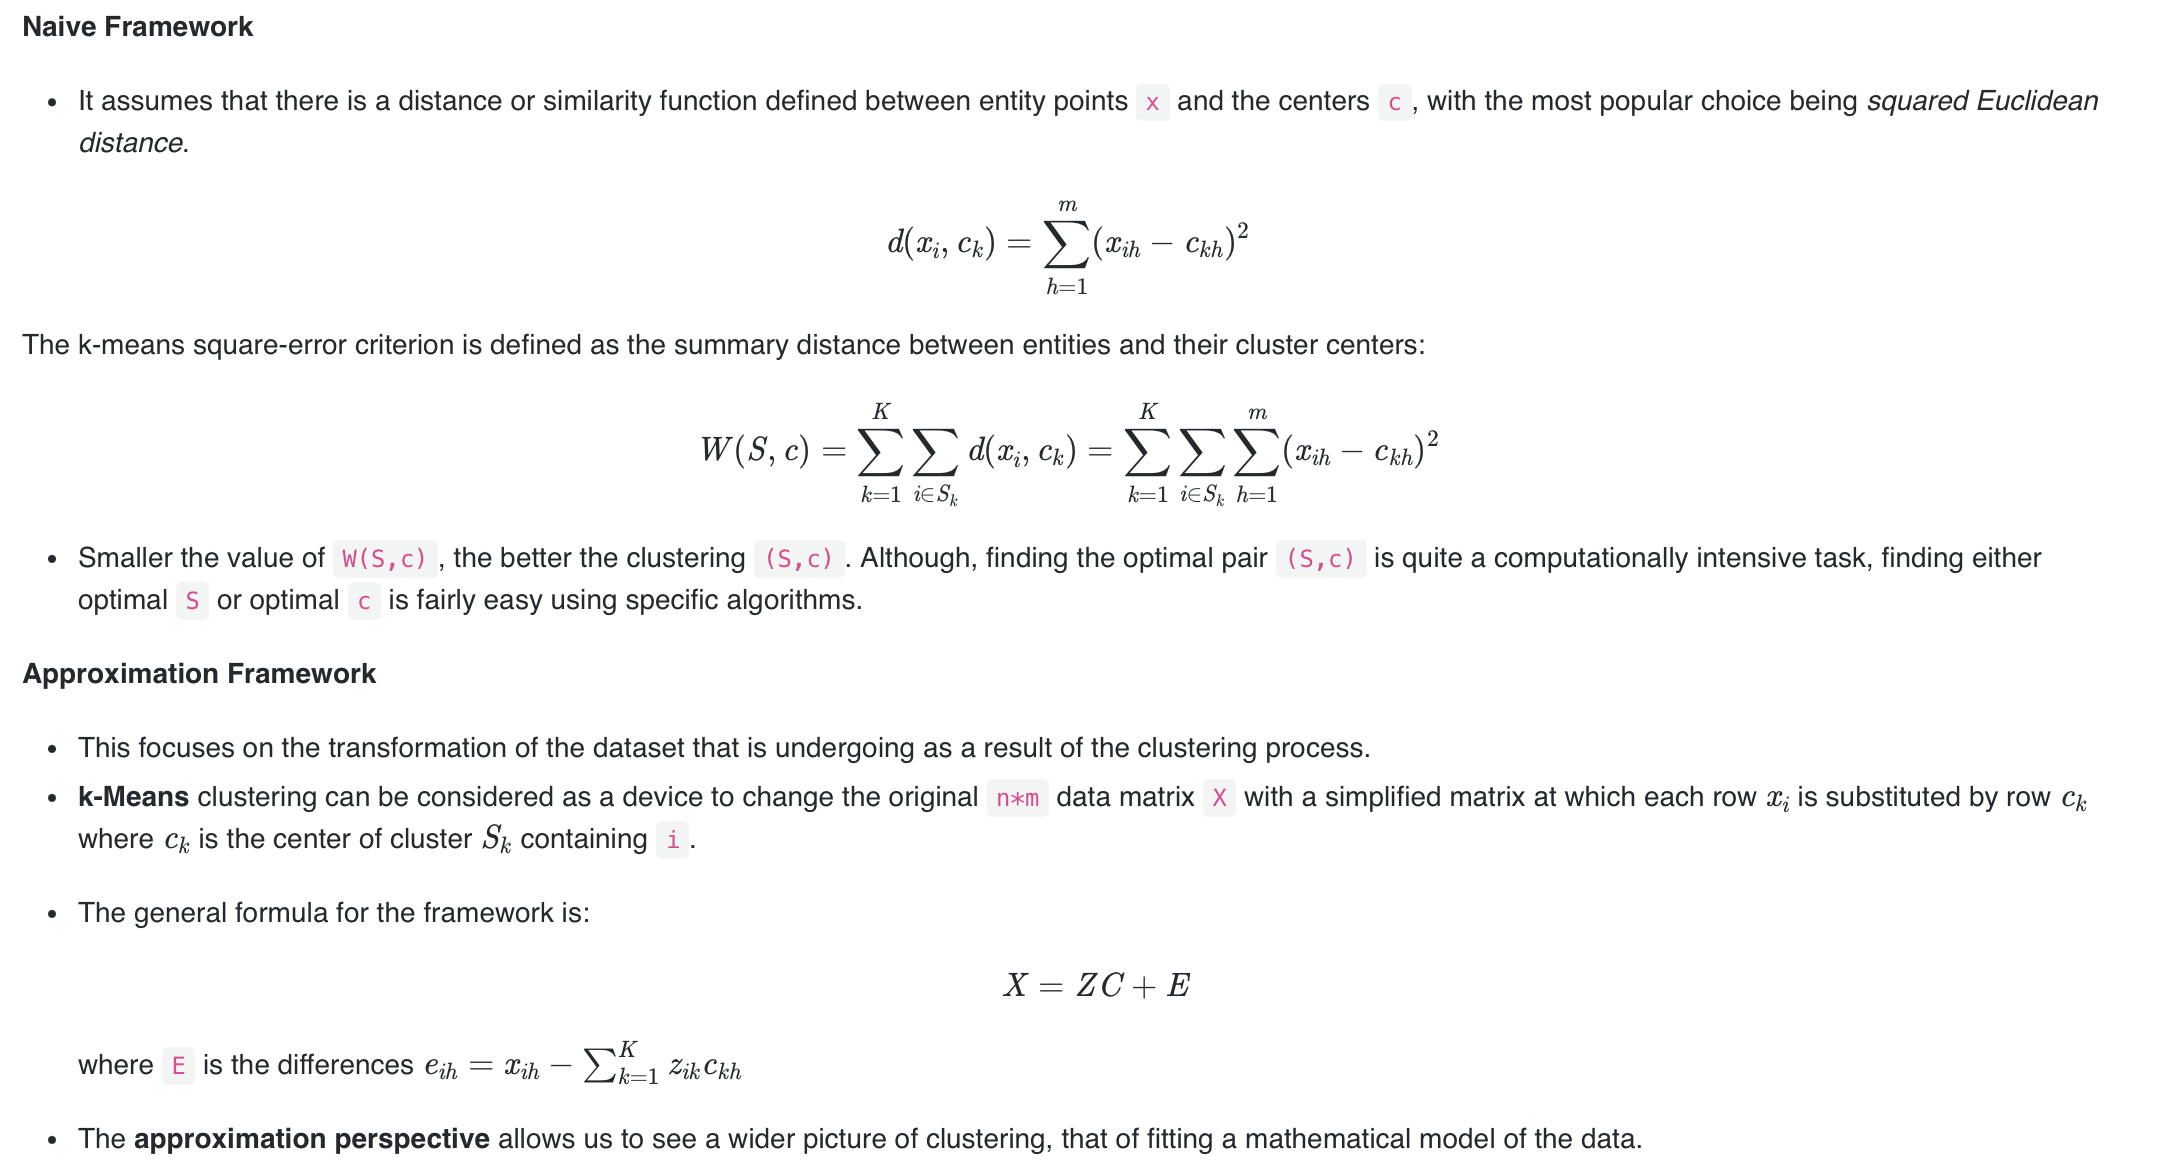 Naive Framework
• It assumes that there is a distance or similarity function defined between entity points x and the centers c , with the most popular choice being squared Euclidean
distance.
$d(x_i, c_k) = \sum_{h=1}^{m} (x_{ih} - c_{kh})^2$
The k-means square-error criterion is defined as the summary distance between entities and their cluster centers:
$W(S, c) = \sum_{k=1}^{K} \sum_{i \in S_k} d(x_i, c_k) = \sum_{k=1}^{K} \sum_{i \in S_k} \sum_{h=1}^{m} (x_{ih} - c_{kh})^2$
• Smaller the value of W(S,c) , the better the clustering (S,c) . Although, finding the optimal pair (S,c) is quite a computationally intensive task, finding either
optimal S or optimal c is fairly easy using specific algorithms.
Approximation Framework
• This focuses on the transformation of the dataset that is undergoing as a result of the clustering process.
• k-Means clustering can be considered as a device to change the original n*m data matrix X with a simplified matrix at which each row $x_i$ is substituted by row $c_k$
where $c_k$ is the center of cluster $S_k$ containing i .
• The general formula for the framework is:
$X = ZC + E$
where E is the differences $e_{ih} = x_{ih} - \sum_{k=1}^{K} z_{ik} c_{kh}$
• The approximation perspective allows us to see a wider picture of clustering, that of fitting a mathematical model of the data.